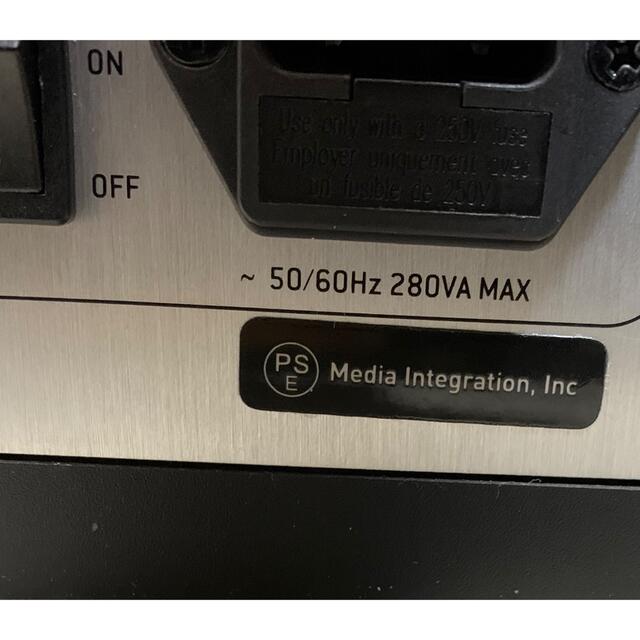 ON
OFF
Use only with a 250V fuse
Employer uniquement avec
un fusible de 250V
~ 50/60Hz 280VA MAX
PS
E
Media Integration, Inc